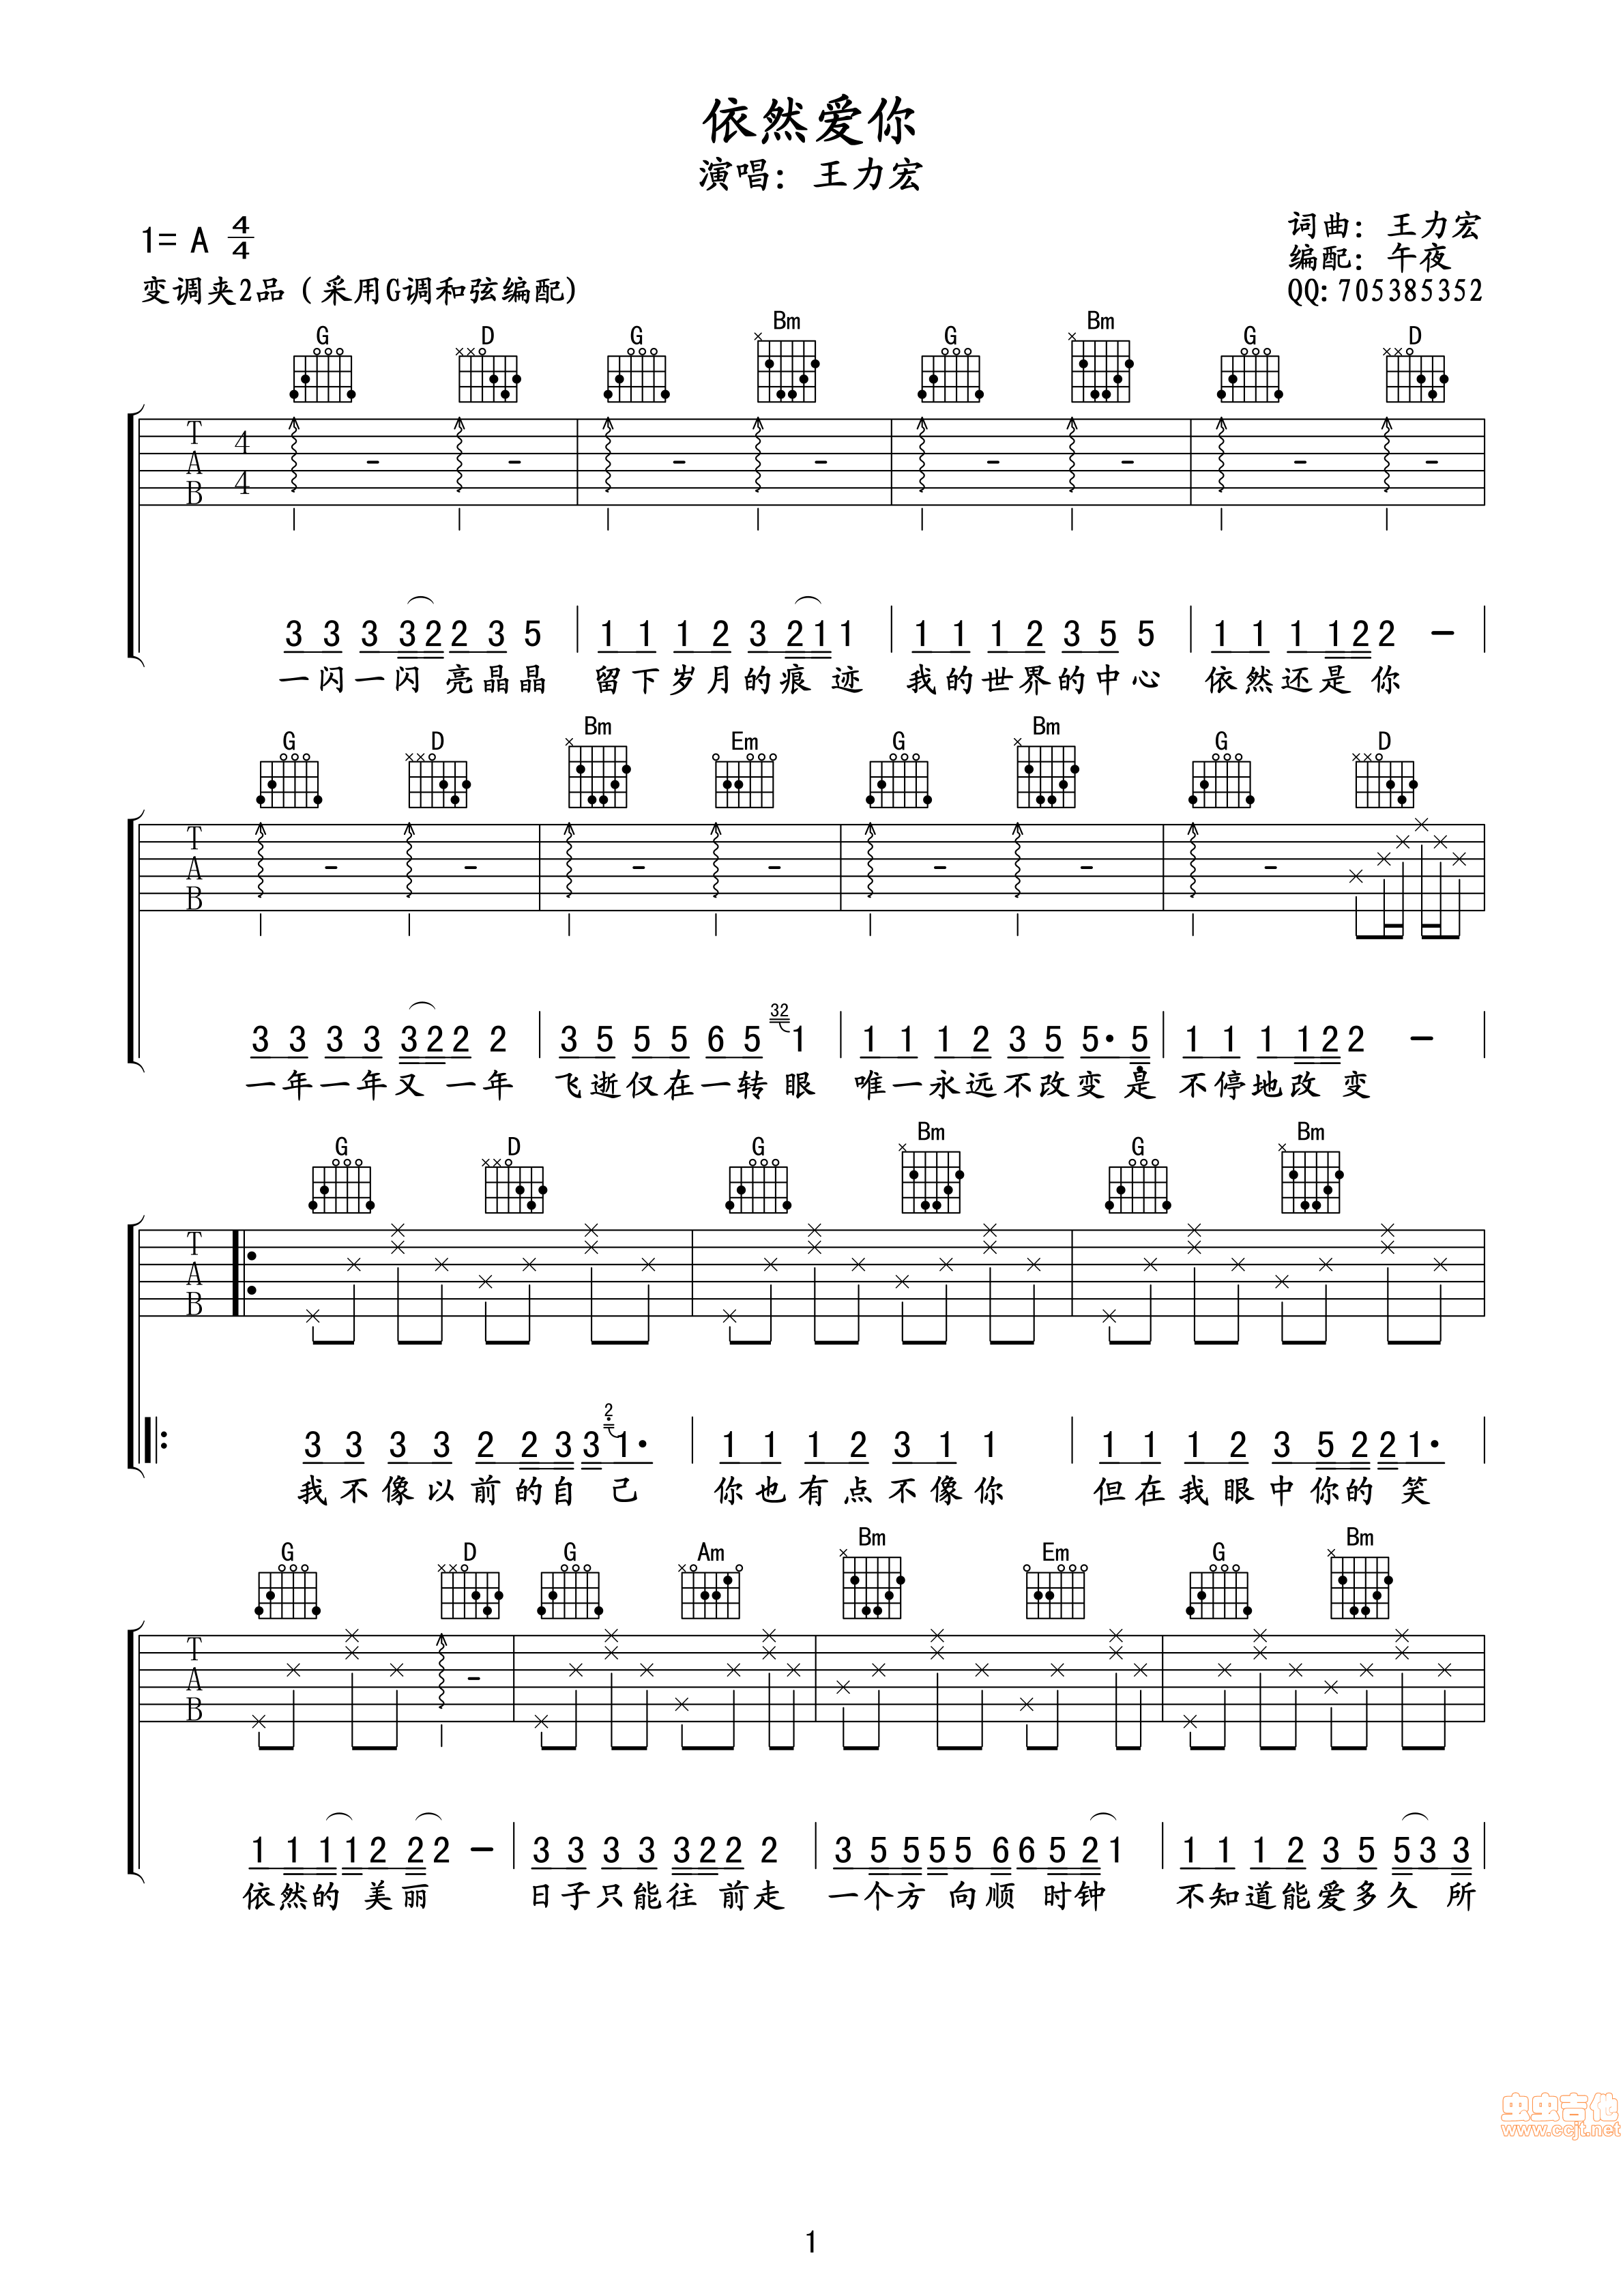 依然爱你
演唱：王力宏
1= A 4/4
词曲：王力宏
编配：午夜
变调夹2品（采用G调和弦编配）
QQ: 705385352
G D G Bm G Bm G D
T A B 4 4
3 3 3 3 2 2 3 5 1 1 1 2 3 2 1 1 1 1 1 2 3 5 5 1 1 1 1 2 2 -
一闪一闪 亮晶晶 留下岁月的痕 迹 我的世界的中心 依然还是 你
G D Bm Em G Bm G D
T A B
3 3 3 3 3 2 2 2 3 5 5 5 6 5 32 1 1 1 1 2 3 5 5· 5 1 1 1 1 2 2 -
一年一年又 一年 飞逝仅在一转 眼 唯一永远不改变 是 不停地改 变
G D G Bm G Bm
T A B
3 3 3 3 2 2 3 3 2 1· 1 1 1 2 3 1 1 1 1 1 2 3 5 2 2 1·
我不像以前的自 己 你也有点不像你 但在我眼中你的 笑
G D G Am Bm Em G Bm
T A B
1 1 1 1 2 2 2 - 3 3 3 3 3 2 2 2 3 5 5 5 5 6 6 5 2 1 1 1 1 2 3 5 5 3 3
依然的 美丽 日子只能往 前走 一个方 向顺 时钟 不知道能爱多久 所
虫虫吉他
www.ccjt.net
1